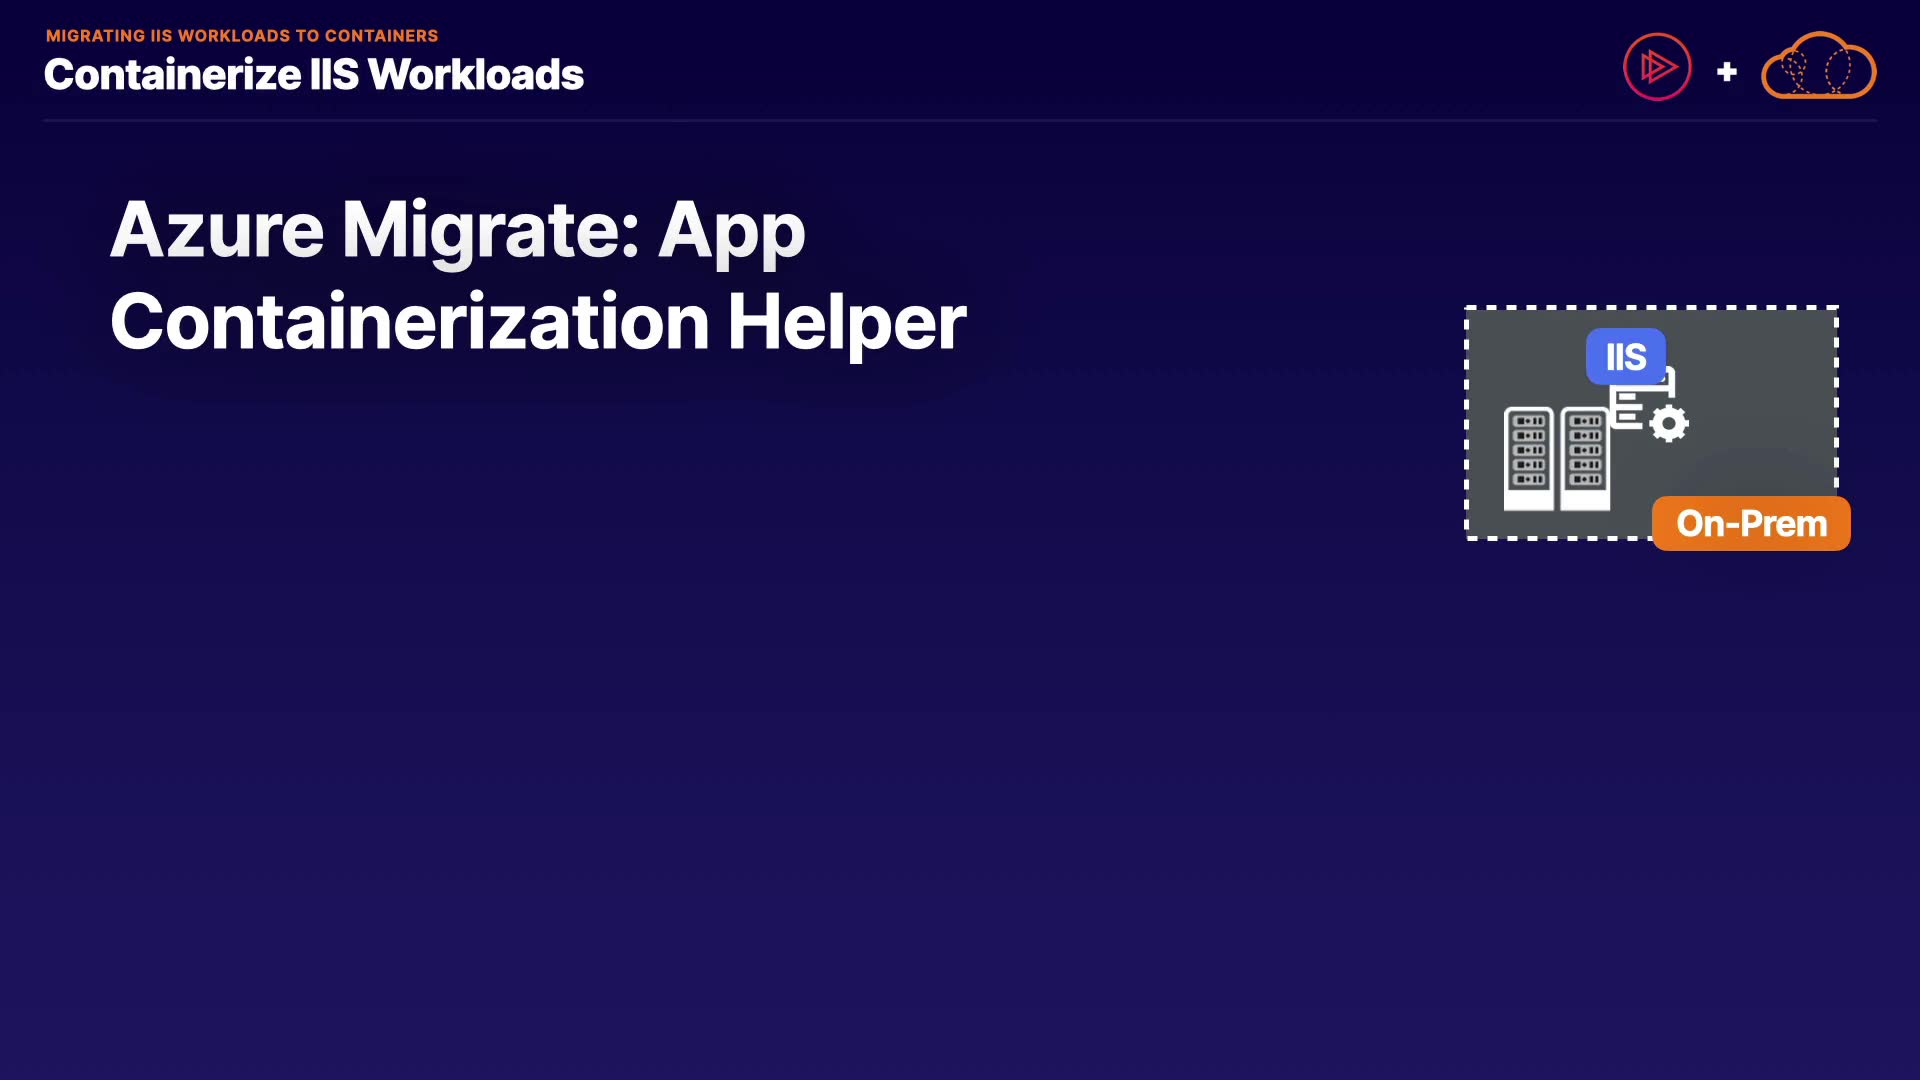 MIGRATING IIS WORKLOADS TO CONTAINERS
Containerize IIS Workloads
Azure Migrate: App
Containerization Helper
IIS
On-Prem